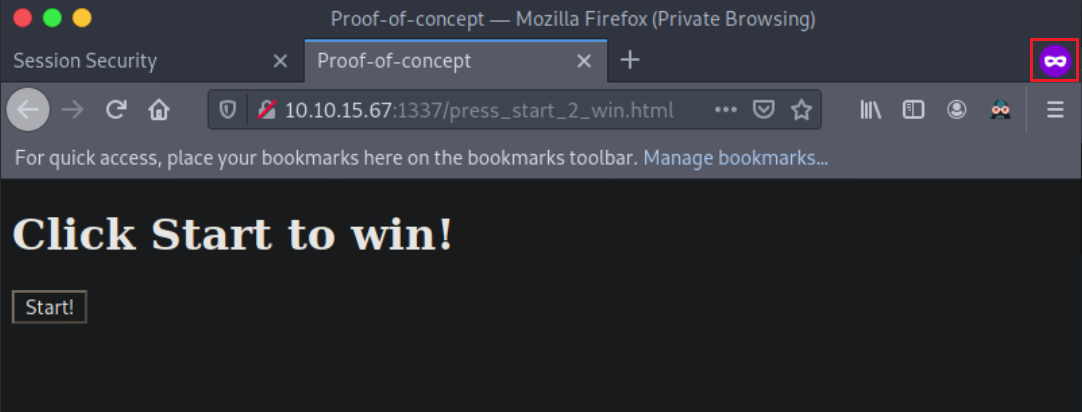 Proof-of-concept — Mozilla Firefox (Private Browsing)
Session Security
Proof-of-concept
10.10.15.67:1337/press_start_2_win.html
For quick access, place your bookmarks here on the bookmarks toolbar. Manage bookmarks...
Click Start to win!
Start!